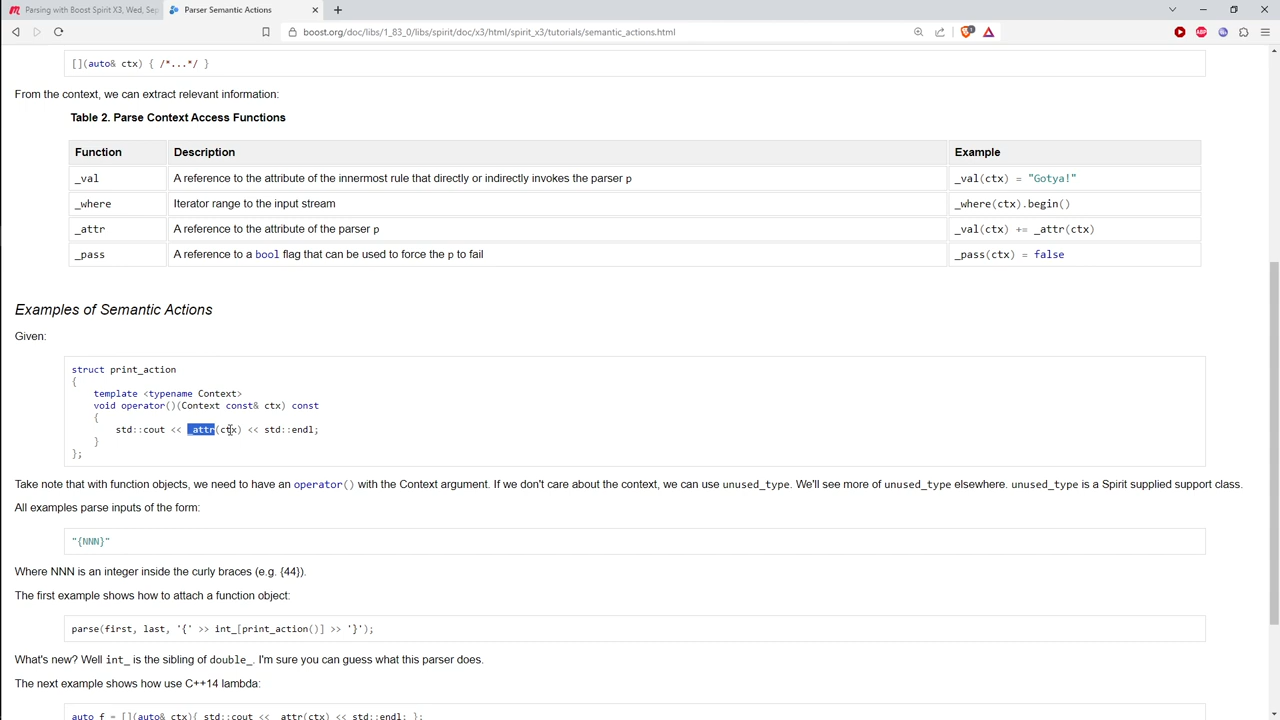 Parsing with Boost Spirit X3, Wed, Sep
Parser Semantic Actions
boost.org/doc/libs/1_83_0/libs/spirit/doc/x3/html/spirit_x3/tutorials/semantic_actions.html
[](auto& ctx) { /*...*/ }
From the context, we can extract relevant information:
Table 2. Parse Context Access Functions
Function Description Example
_val A reference to the attribute of the innermost rule that directly or indirectly invokes the parser p _val(ctx) = "Gotya!"
_where Iterator range to the input stream _where(ctx).begin()
_attr A reference to the attribute of the parser p _val(ctx) += _attr(ctx)
_pass A reference to a bool flag that can be used to force the p to fail _pass(ctx) = false
Examples of Semantic Actions
Given:
struct print_action
{
template <typename Context>
void operator()(Context const& ctx) const
{
std::cout << _attr(ctx) << std::endl;
}
};
Take note that with function objects, we need to have an operator() with the Context argument. If we don't care about the context, we can use unused_type. We'll see more of unused_type elsewhere. unused_type is a Spirit supplied support class.
All examples parse inputs of the form:
"{NNN}"
Where NNN is an integer inside the curly braces (e.g. {44}).
The first example shows how to attach a function object:
parse(first, last, '{' >> int_[print_action()] >> '}');
What's new? Well int_ is the sibling of double_. I'm sure you can guess what this parser does.
The next example shows how use C++14 lambda:
auto f = [](auto& ctx){ std::cout << _attr(ctx) << std::endl; };